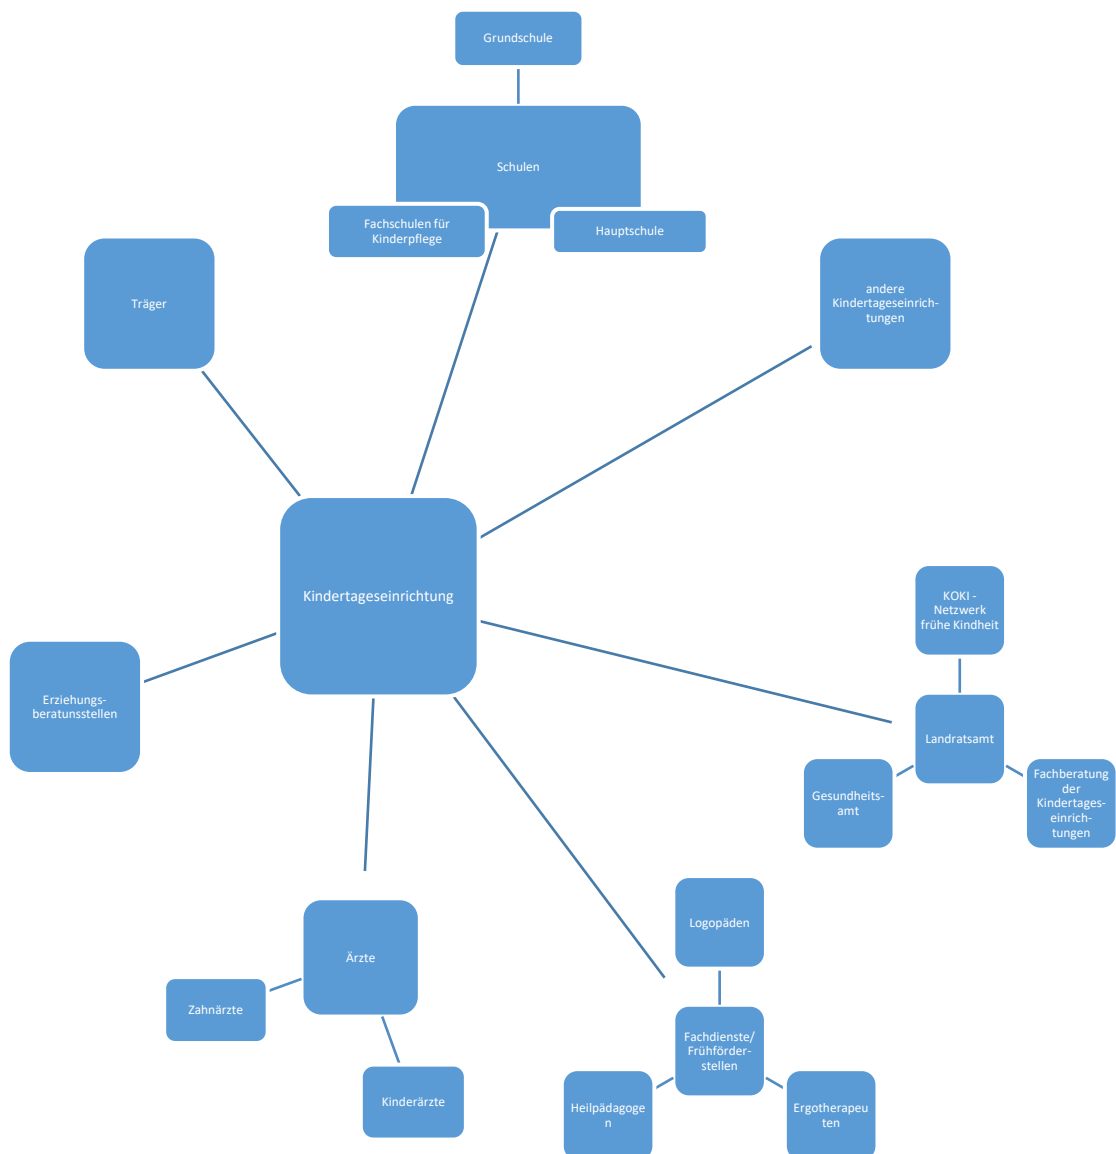 Grundschule
Schulen
Fachschulen für
Kinderpflege
Hauptschule
Träger
andere
Kindertageseinrich-
tungen
Kindertageseinrichtung
KOKI -
Netzwerk
frühe Kindheit
Erziehungs-
beratunsstellen
Landratsamt
Gesundheits-
amt
Fachberatung
der
Kindertages-
einrich-
tungen
Logopäden
Ärzte
Zahnärzte
Fachdienste/
Frühförder-
stellen
Kinderärzte
Heilpädagoge
n
Ergotherapeu
ten